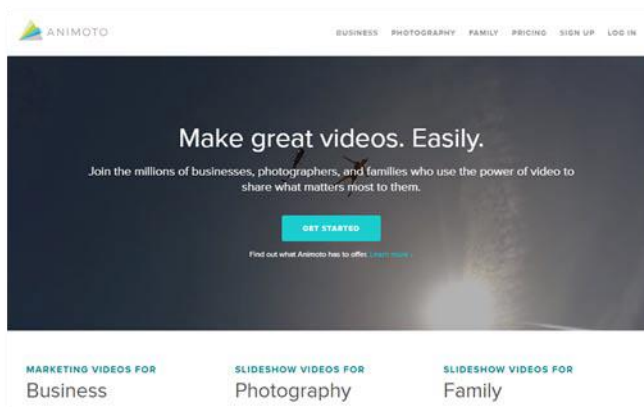 ANIMOTO
BUSINESS PHOTOGRAPHY FAMILY PRICING SIGN UP LOG IN
Make great videos. Easily.
Join the millions of businesses, photographers, and families who use the power of video to
share what matters most to them.
GET STARTED
Find out what Animoto has to offer. Learn more »
MARKETING VIDEOS FOR
Business
SLIDESHOW VIDEOS FOR
Photography
SLIDESHOW VIDEOS FOR
Family